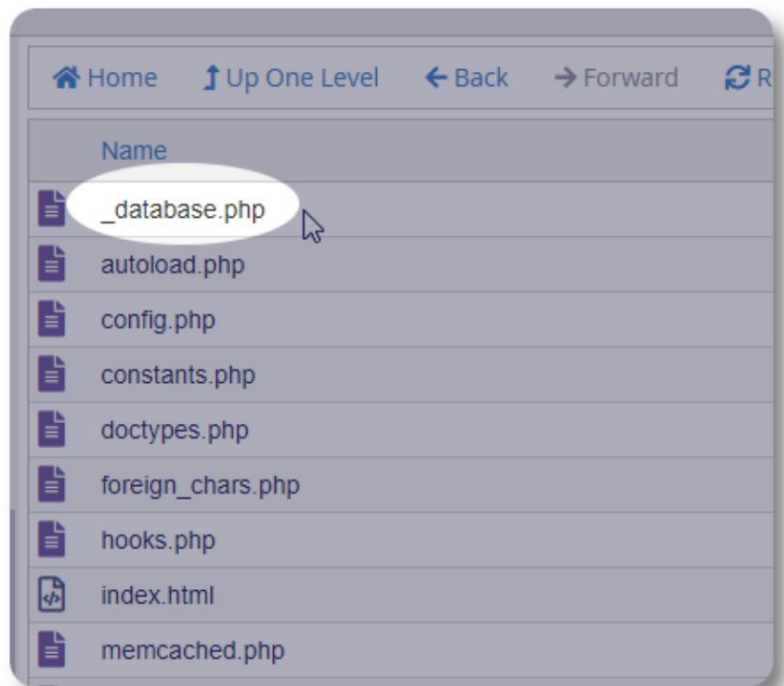 Home Up One Level Back Forward R
Name
_database.php
autoload.php
config.php
constants.php
doctypes.php
foreign_chars.php
hooks.php
index.html
memcached.php